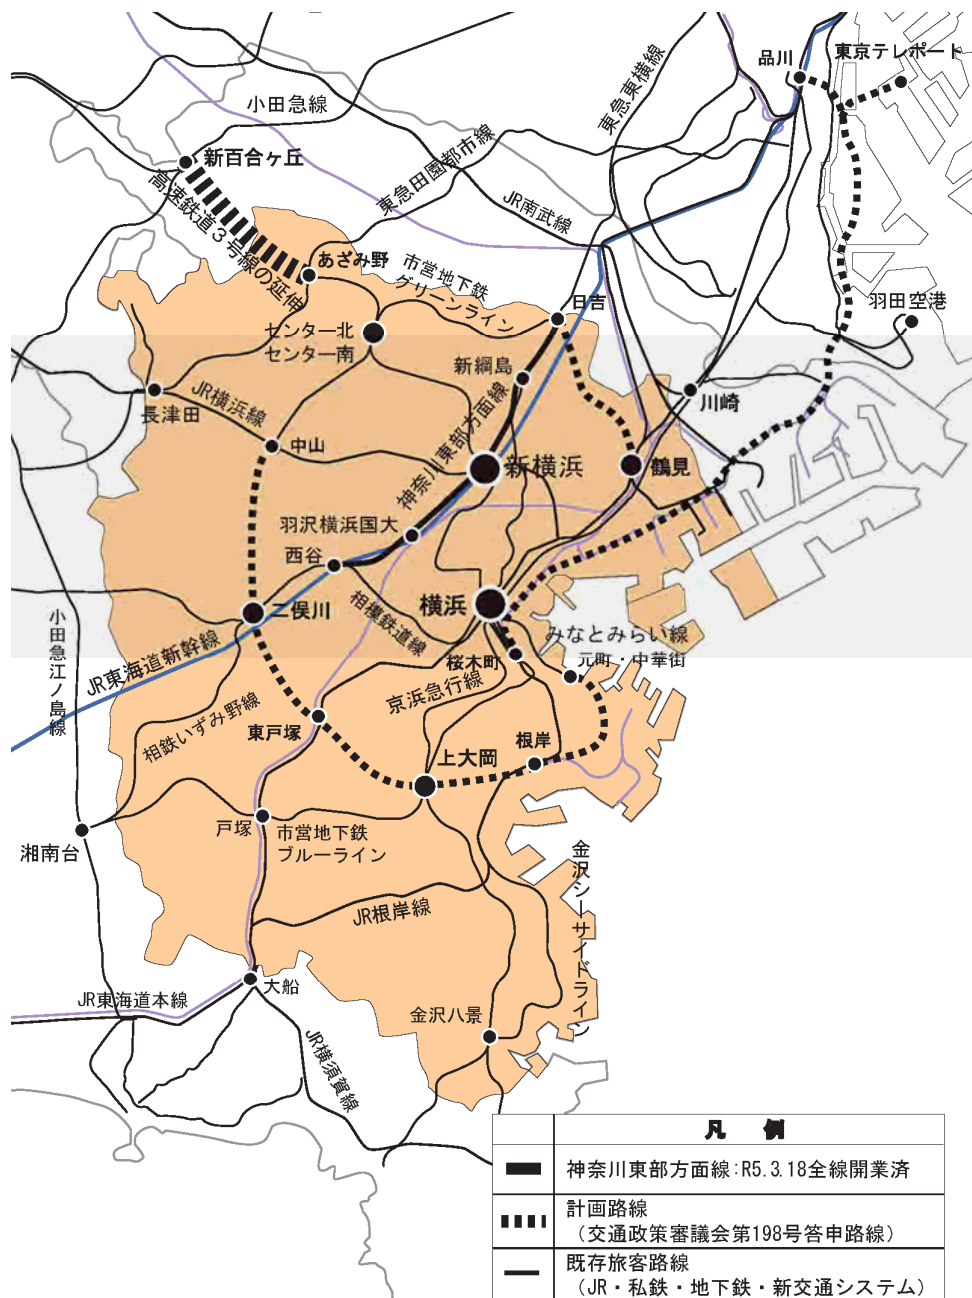 品川
東京テレポート
小田急線
東急東横線
新百合ヶ丘
東急田園都市線
高速鉄道3号線の延伸
JR南武線
あざみ野
市営地下鉄
グリーンライン
日吉
羽田空港
センター北
センター南
新綱島
川崎
長津田
JR横浜線
中山
神奈川東部方面線
新横浜
鶴見
羽沢横浜国大
西谷
二俣川
相模鉄道線
横浜
みなとみらい線
元町・中華街
桜木町
小田急江ノ島線
JR東海道新幹線
京浜急行線
相鉄いずみ野線
東戸塚
上大岡
根岸
戸塚
市営地下鉄
ブルーライン
湘南台
金沢シーサイドライン
JR根岸線
大船
JR東海道本線
金沢八景
JR横須賀線
凡 例
神奈川東部方面線:R5.3.18全線開業済
計画路線
(交通政策審議会第198号答申路線)
既存旅客路線
(JR・私鉄・地下鉄・新交通システム)